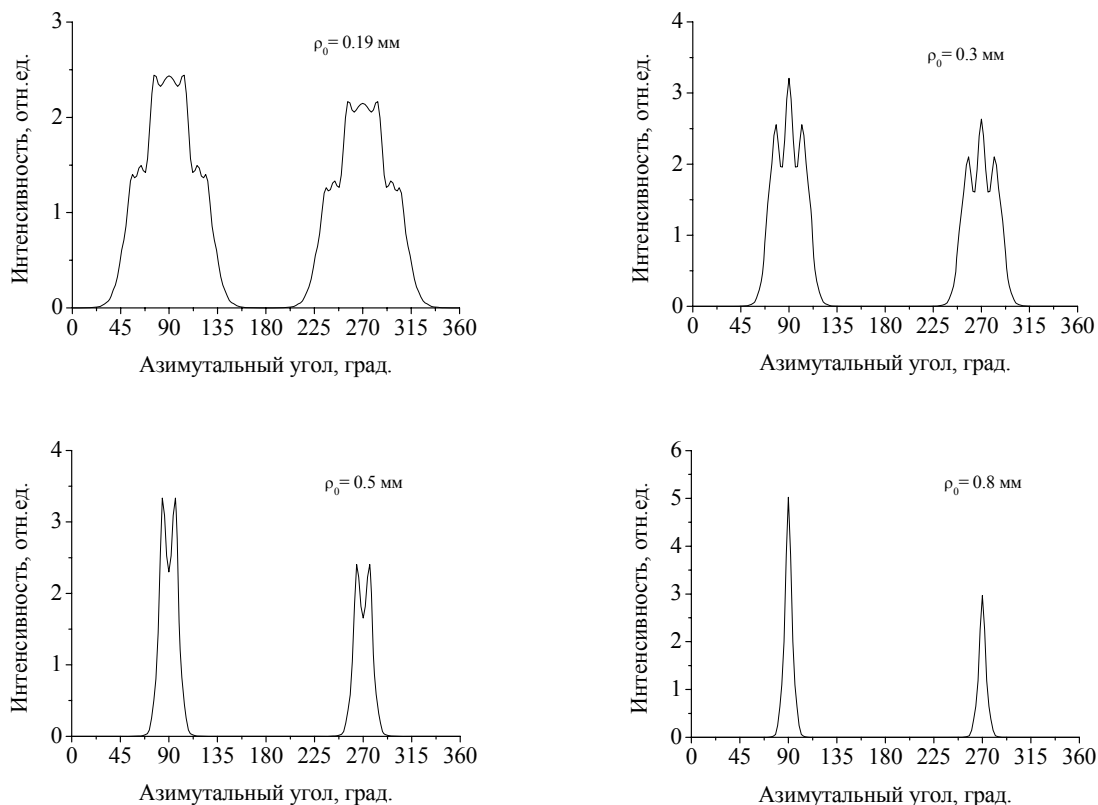 3
2
1
0
ρ0= 0.19 мм
Интенсивность, отн.ед.
0 45 90 135 180 225 270 315 360
Азимутальный угол, град.
4
3
2
1
0
ρ0= 0.3 мм
Интенсивность, отн.ед.
0 45 90 135 180 225 270 315 360
Азимутальный угол, град.
4
3
2
1
0
ρ0= 0.5 мм
Интенсивность, отн.ед.
0 45 90 135 180 225 270 315 360
Азимутальный угол, град.
6
5
4
3
2
1
0
ρ0= 0.8 мм
Интенсивность, отн.ед.
0 45 90 135 180 225 270 315 360
Азимутальный угол, град.